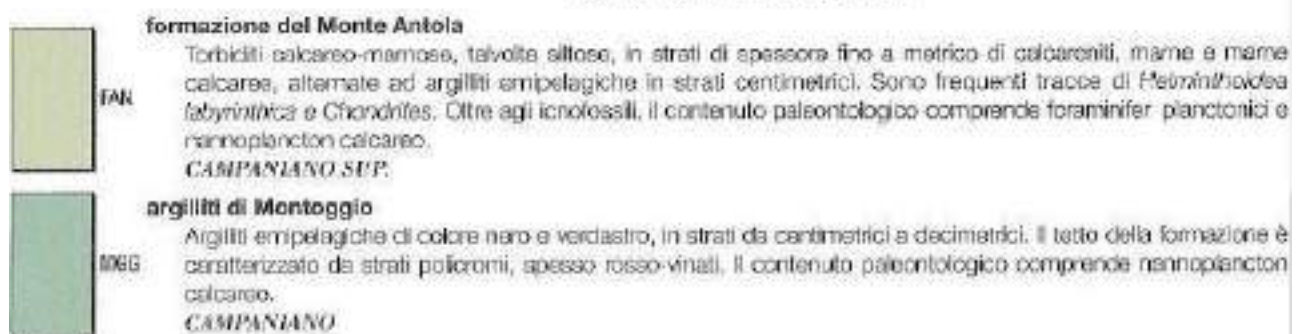 formazione del Monte Antola
Torbiditi calcareo-marnose, talvolta siltose, in strati di spessore fino a metrico di calcareniti, marne e marne
FAN calcaree, alternate ad argilliti emipelagiche in strati centimetrici. Sono frequenti tracce di Helminthoidea
labyrinthica e Chondrites. Oltre agli icnofossili, il contenuto paleontologico comprende foraminifer planctonici e
nannoplancton calcareo.
CAMPANIANO SUP.
argilliti di Montoggio
Argilliti emipelagiche di colore nero e verdastro, in strati da centimetrici a decimetrici. Il tetto della formazione è
MGG caratterizzato da strati policromi, spesso rosso-vinati. Il contenuto paleontologico comprende nannoplancton
calcareo.
CAMPANIANO